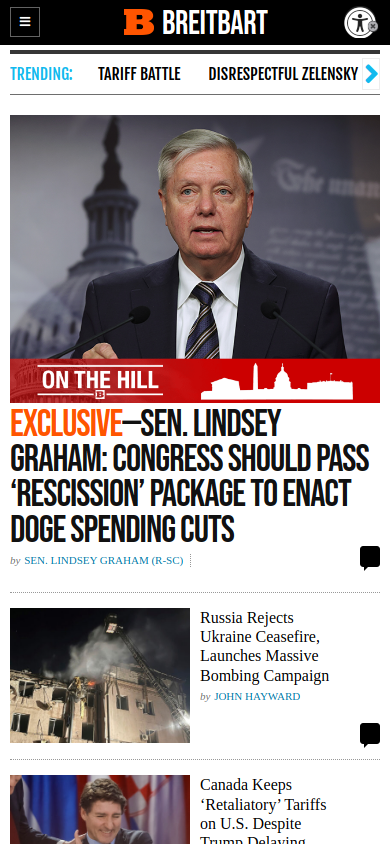 B BREITBART
TRENDING: TARIFF BATTLE DISRESPECTFUL ZELENSKY
ON THE HILL
B
EXCLUSIVE—SEN. LINDSEY
GRAHAM: CONGRESS SHOULD PASS
‘RESCISSION’ PACKAGE TO ENACT
DOGE SPENDING CUTS
by SEN. LINDSEY GRAHAM (R-SC)
Russia Rejects
Ukraine Ceasefire,
Launches Massive
Bombing Campaign
by JOHN HAYWARD
Canada Keeps
‘Retaliatory’ Tariffs
on U.S. Despite
Trump Delaying